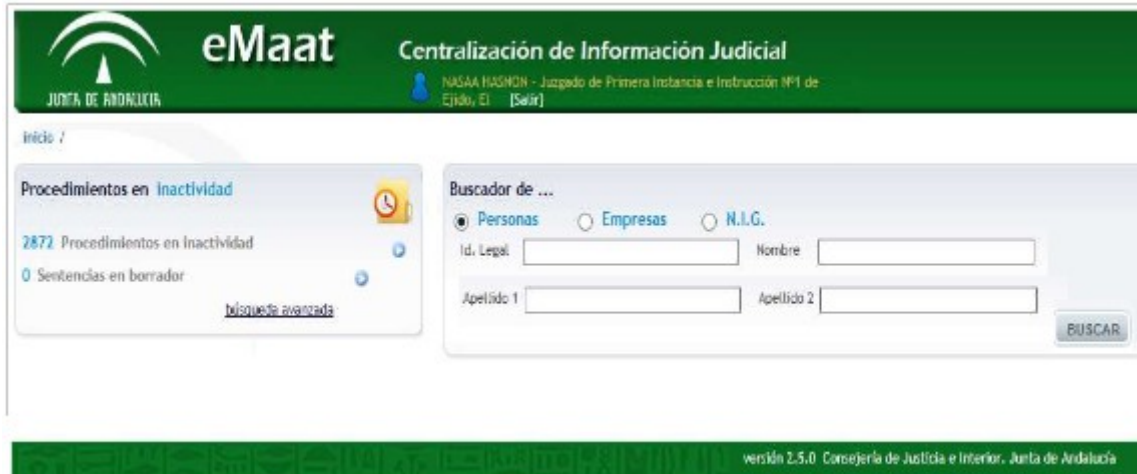 eMaat
Centralización de Información Judicial
JUNTA DE ANDALUCIA
NASAA HASNON - Juzgado de Primera Instancia e Instrucción Nº1 de
Ejido, El [Salir]
inicio /
Procedimientos en inactividad
2872 Procedimientos en inactividad
0 Sentencias en borrador
búsqueda avanzada
Buscador de ...
Personas Empresas N.I.G.
Id. Legal Nombre
Apellido 1 Apellido 2
BUSCAR
versión 2.5.0 Consejería de Justicia e Interior. Junta de Andalucía